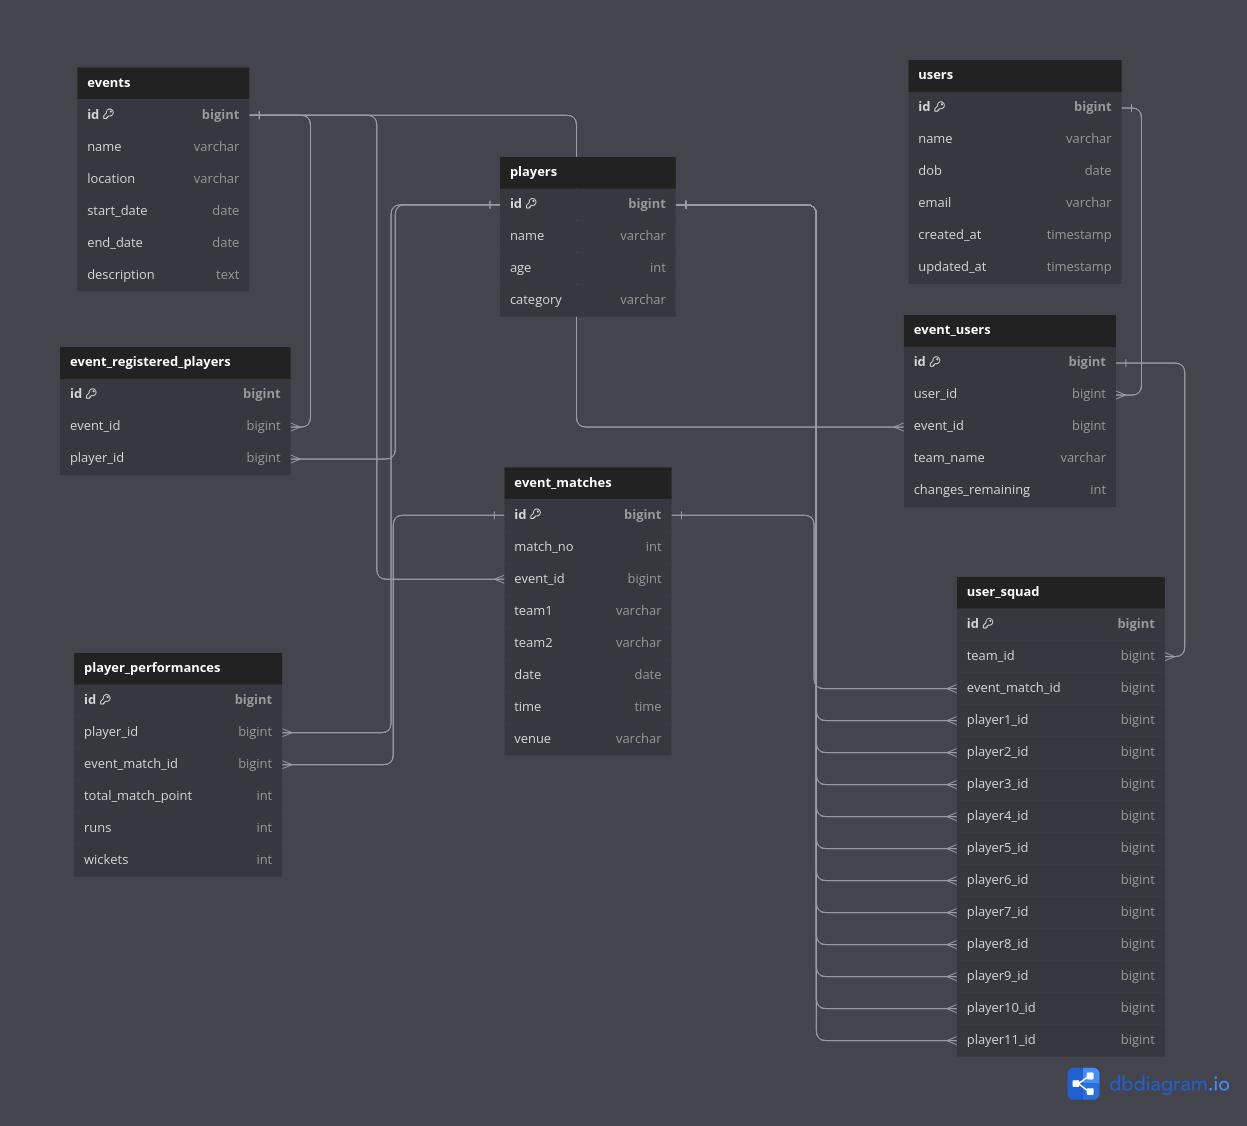 events
id bigint
name varchar
location varchar
start_date date
end_date date
description text
players
id bigint
name varchar
age int
category varchar
users
id bigint
name varchar
dob date
email varchar
created_at timestamp
updated_at timestamp
event_registered_players
id bigint
event_id bigint
player_id bigint
event_users
id bigint
user_id bigint
event_id bigint
team_name varchar
changes_remaining int
event_matches
id bigint
match_no int
event_id bigint
team1 varchar
team2 varchar
date date
time time
venue varchar
player_performances
id bigint
player_id bigint
event_match_id bigint
total_match_point int
runs int
wickets int
user_squad
id bigint
team_id bigint
event_match_id bigint
player1_id bigint
player2_id bigint
player3_id bigint
player4_id bigint
player5_id bigint
player6_id bigint
player7_id bigint
player8_id bigint
player9_id bigint
player10_id bigint
player11_id bigint
dbdiagram.io